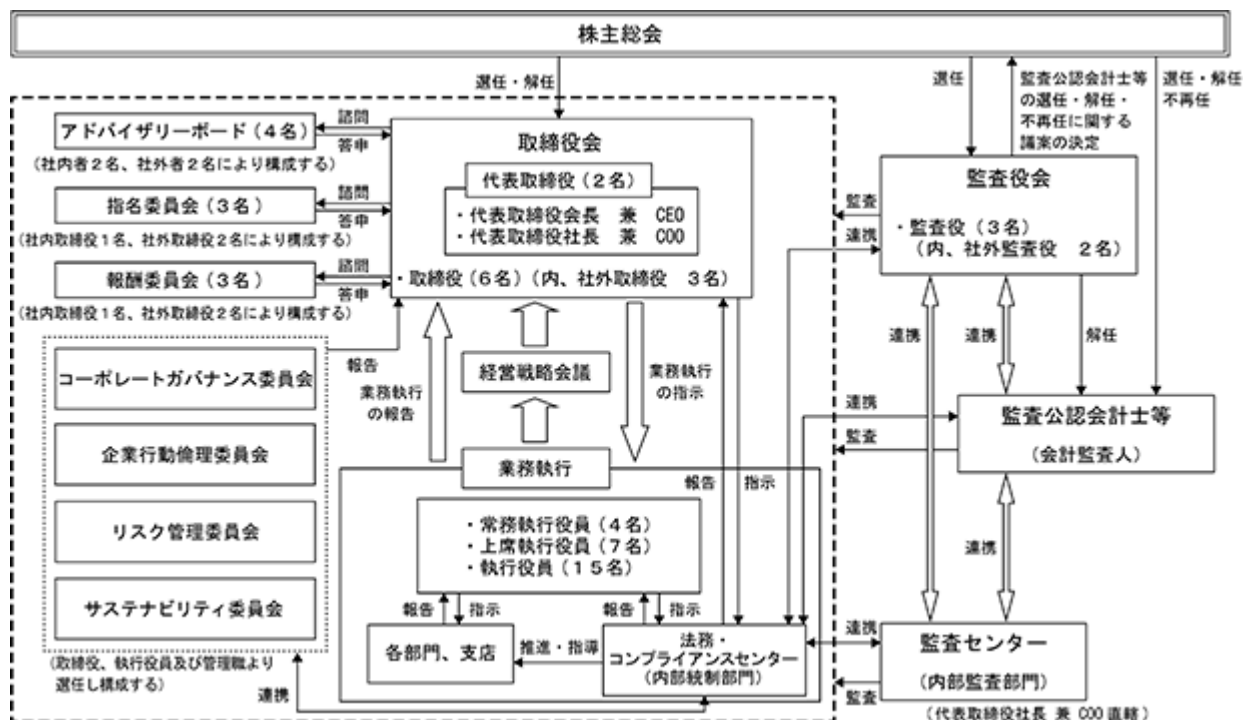 株主総会
選任・解任
選任
監査公認会計士等
の選任・解任・
不再任に関する
議案の決定
選任・解任
不再任
アドバイザリーボード(4名)
諮問
答申
(社内者2名、社外者2名により構成する)
指名委員会(3名)
諮問
答申
(社内取締役1名、社外取締役2名により構成する)
報酬委員会(3名)
諮問
答申
(社内取締役1名、社外取締役2名により構成する)
取締役会
代表取締役(2名)
・代表取締役会長 兼 CEO
・代表取締役社長 兼 COO
・取締役(6名)(内、社外取締役 3名)
監査
連携
監査役会
・監査役(3名)
(内、社外監査役 2名)
報告
コーポレートガバナンス委員会
企業行動倫理委員会
リスク管理委員会
サステナビリティ委員会
(取締役、執行役員及び管理職より
選任し構成する)
連携
業務執行
の報告
経営戦略会議
業務執行
の指示
業務執行
報告
指示
・常務執行役員(4名)
・上席執行役員(7名)
・執行役員(15名)
報告
指示
報告
指示
各部門、支店
推進・指導
法務・
コンプライアンスセンター
(内部統制部門)
連携
連携
解任
連携
監査
監査公認会計士等
(会計監査人)
連携
連携
監査
監査センター
(内部監査部門)
(代表取締役社長 兼 COO直轄)